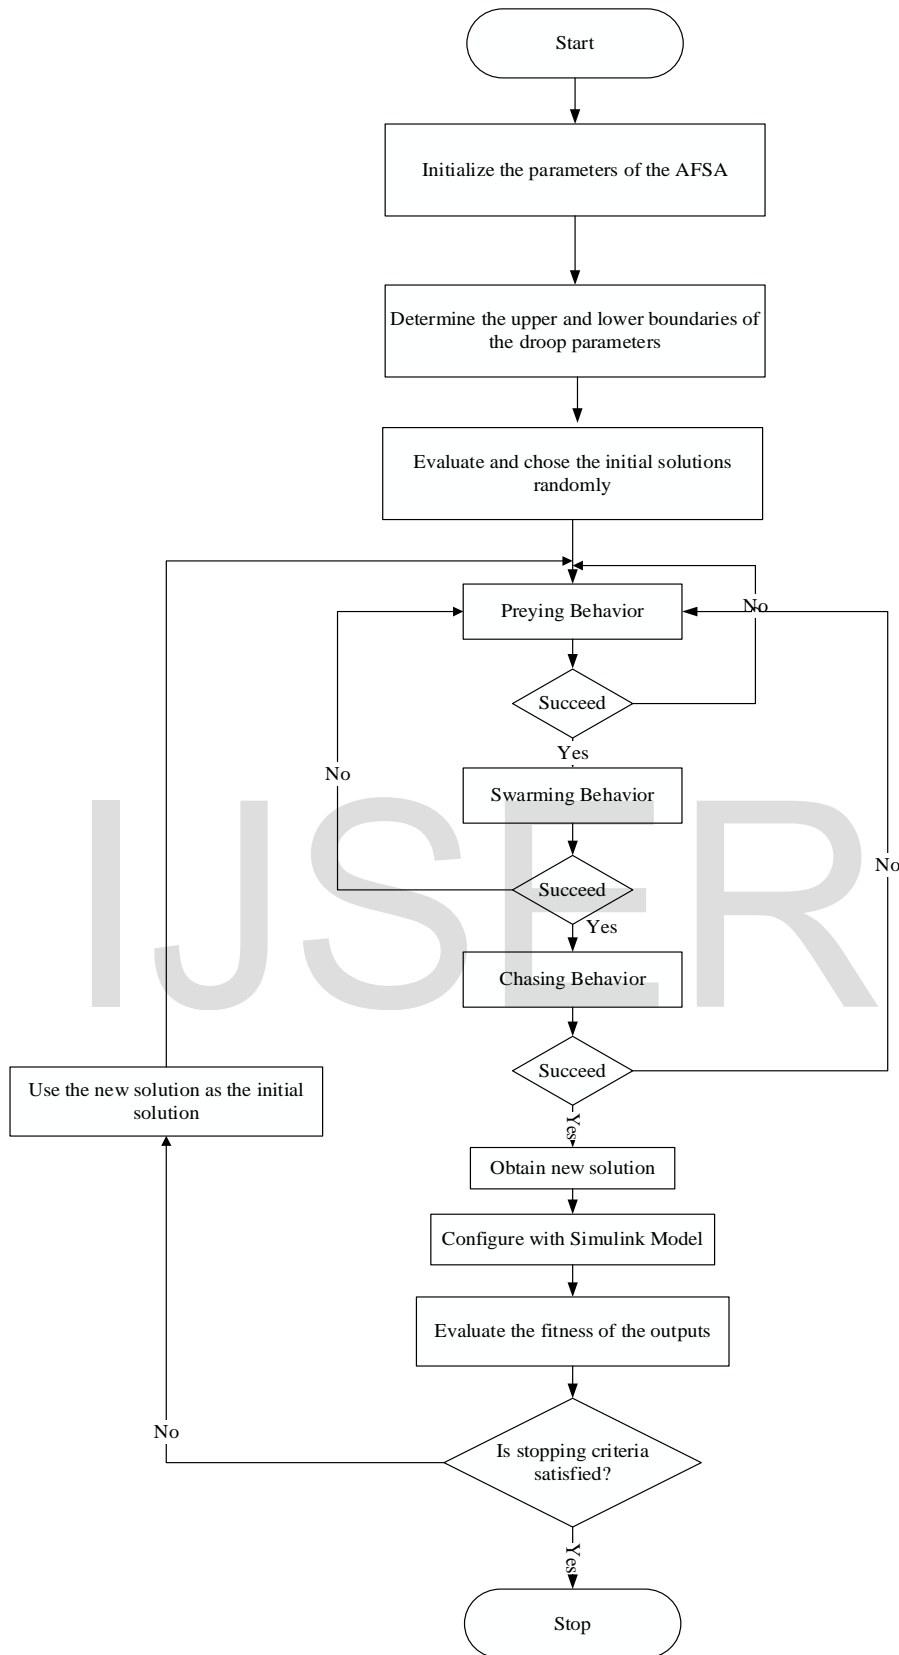 Start
Initialize the parameters of the AFSA
Determine the upper and lower boundaries of
the droop parameters
Evaluate and chose the initial solutions
randomly
Preying Behavior
No
Succeed
Yes
No
Swarming Behavior
Succeed
No
Yes
Chasing Behavior
Succeed
Use the new solution as the initial
solution
Yes
Obtain new solution
Configure with Simulink Model
Evaluate the fitness of the outputs
No
Is stopping criteria
satisfied?
Yes
Stop
IJSER